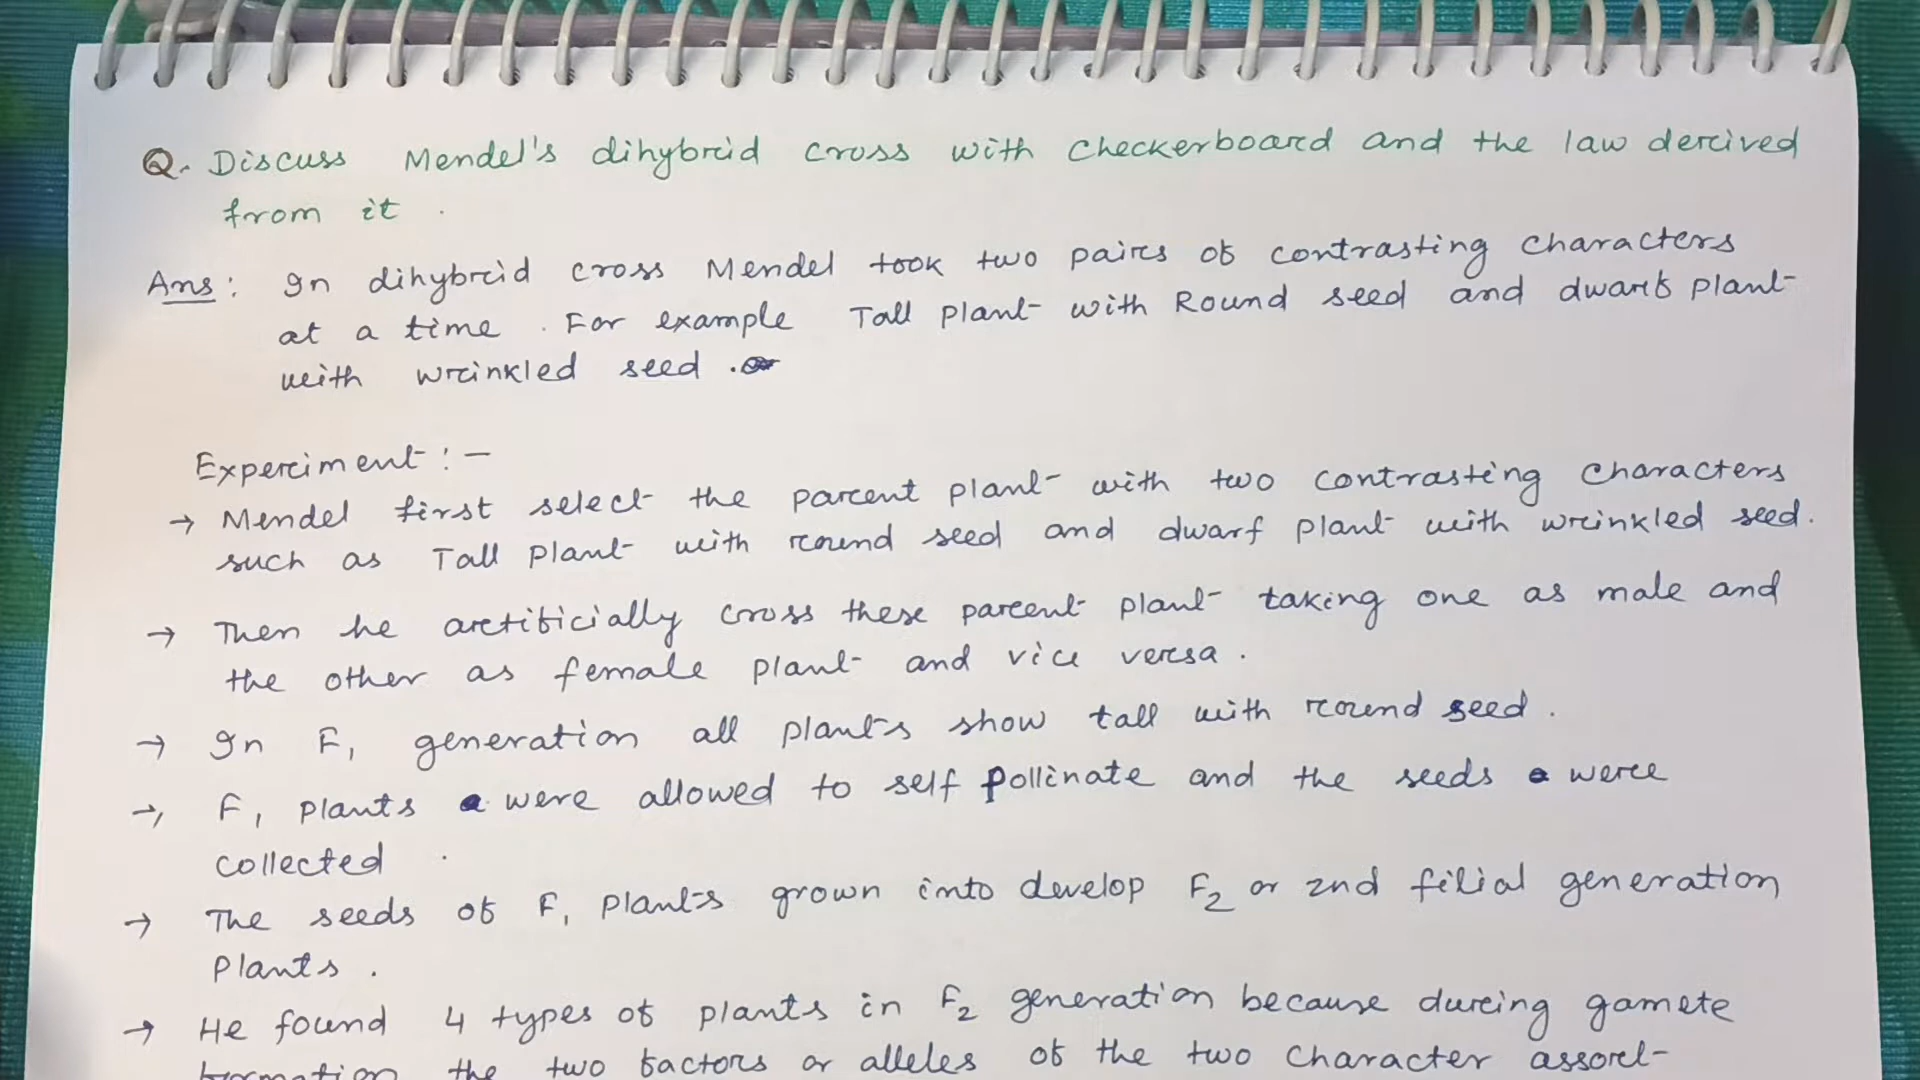 Q. Discuss Mendel's dihybrid cross with checkerboard and the law derived
from it.
Ans: In dihybrid cross Mendel took two pairs of contrasting characters
at a time. For example Tall plant with Round seed and dwarf plant
with wrinkled seed.
Experiment :-
→ Mendel first select the parent plant with two contrasting characters
such as Tall plant with round seed and dwarf plant with wrinkled seed.
→ Then he artificially cross these parent plant taking one as male and
the other as female plant and vice versa.
→ In F₁ generation all plants show tall with round seed.
→ F₁ plants were allowed to self pollinate and the seeds were
collected.
→ The seeds of F₁ plants grown into develop F₂ or 2nd filial generation
plants.
→ He found 4 types of plants in F₂ generation because during gamete
formation the two factors or alleles of the two character assort